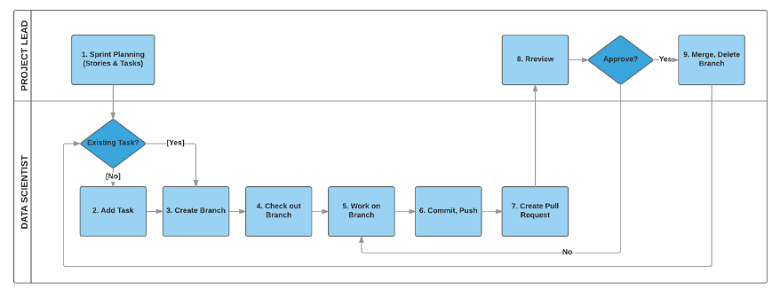 PROJECT LEAD
1. Sprint Planning
(Stories & Tasks)
8. Rreview
Approve?
Yes
9. Merge, Delete
Branch
DATA SCIENTIST
Existing Task?
[Yes]
[No]
2. Add Task
3. Create Branch
4. Check out
Branch
5. Work on
Branch
6. Commit, Push
7. Create Pull
Request
No